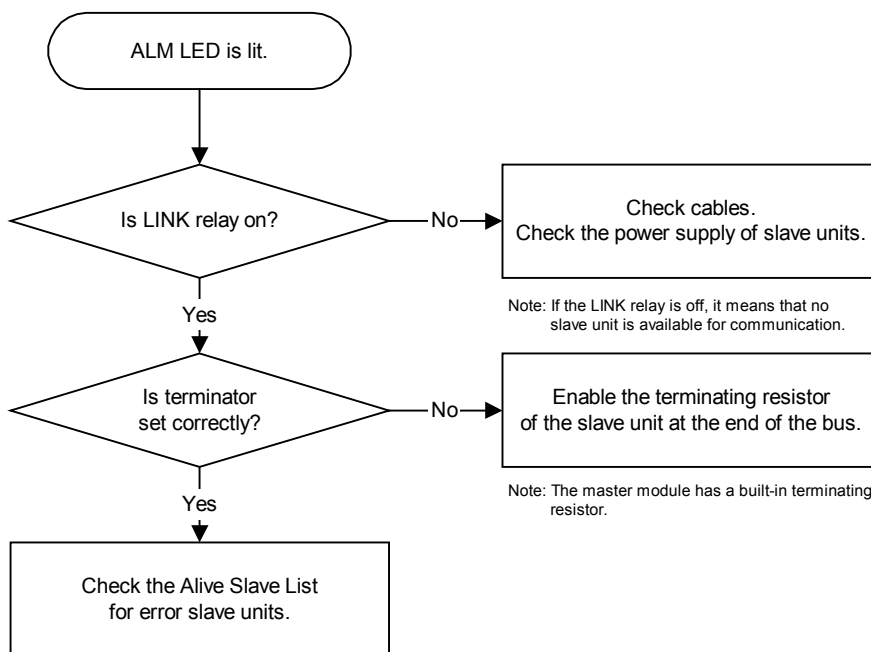 ALM LED is lit.
Is LINK relay on?
No
Check cables.
Check the power supply of slave units.
Note: If the LINK relay is off, it means that no
slave unit is available for communication.
Yes
Is terminator
set correctly?
No
Enable the terminating resistor
of the slave unit at the end of the bus.
Note: The master module has a built-in terminating
resistor.
Yes
Check the Alive Slave List
for error slave units.